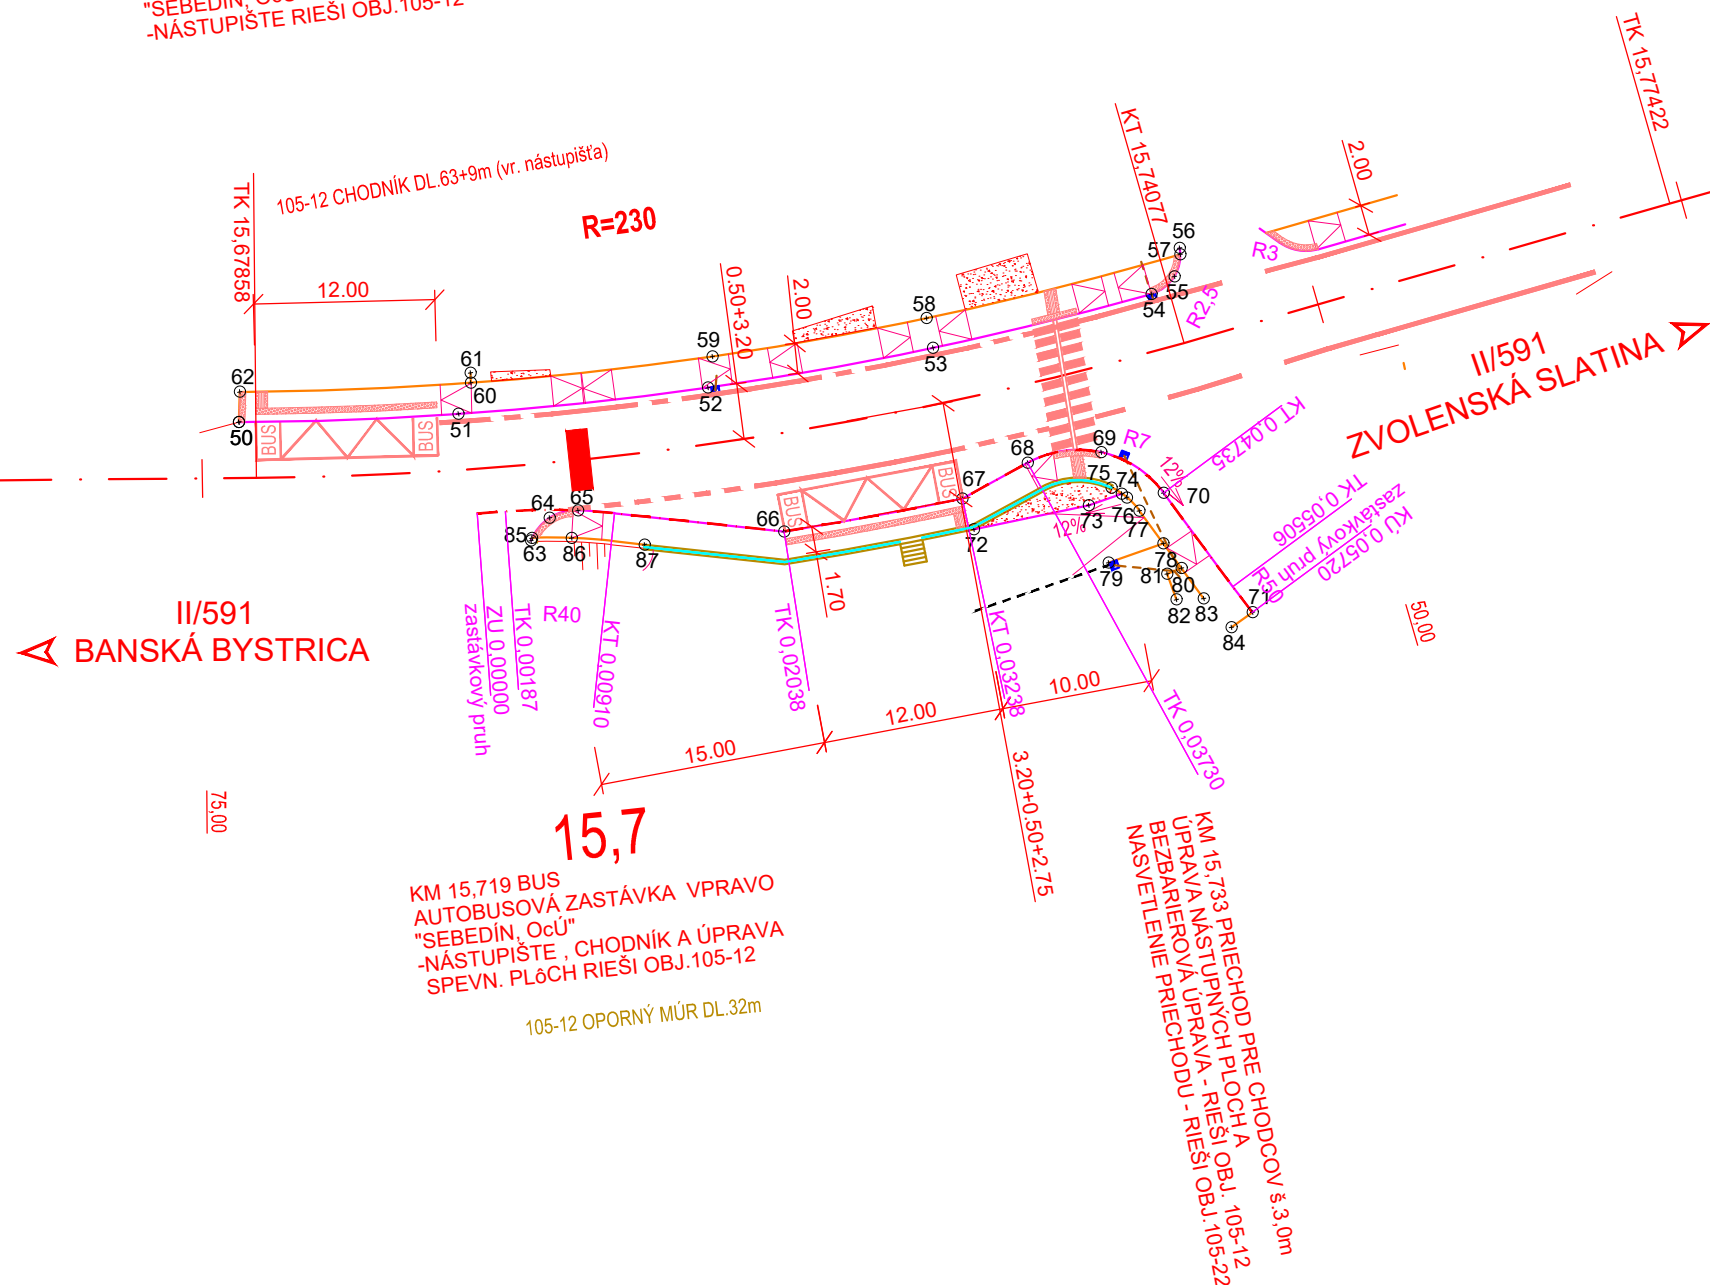 -NÁSTUPIŠTE RIEŠI OBJ.105-12
TK 15,77422
KT 15,74077
2.00
105-12 CHODNÍK DL.63+9m (vr. nástupišťa)
TK 15,67858
R=230
12.00
0.50+3.20
2.00
56
57
55
54
R2,5
R3
58
59
53
52
61
60
62
50
51
BUS
BUS
II/591
ZVOLENSKÁ SLATINA
68
69
R7
KT 0,04735
12%
70
75
74
76
77
73
12%
67
BUS
BUS
66
72
64
65
85
63
86
87
78
79
81
80
82
83
71
84
TK 0,05506
zastávkový pruh
KÚ 0,05720
R50
50,00
1.70
II/591
BANSKÁ BYSTRICA
zastávkový pruh
ZU 0,00000
TK 0,00187
R40
KT 0,00910
TK 0,02038
KT 0,03238
TK 0,03730
10.00
12.00
15.00
3.20+0.50+2.75
75,00
15,7
KM 15,719 BUS
AUTOBUSOVÁ ZASTÁVKA VPRAVO
"SEBEDÍN, OcÚ"
-NÁSTUPIŠTE , CHODNÍK A ÚPRAVA
SPEVN. PLôCH RIEŠI OBJ.105-12
105-12 OPORNÝ MÚR DL.32m
KM 15,733 PRIECHOD PRE CHODCOV š.3,0m
ÚPRAVA NÁSTUPNÝCH PLOCH A
BEZBARIEROVÁ ÚPRAVA - RIEŠI OBJ. 105-12
NASVETLENIE PRIECHODU - RIEŠI OBJ.105-22